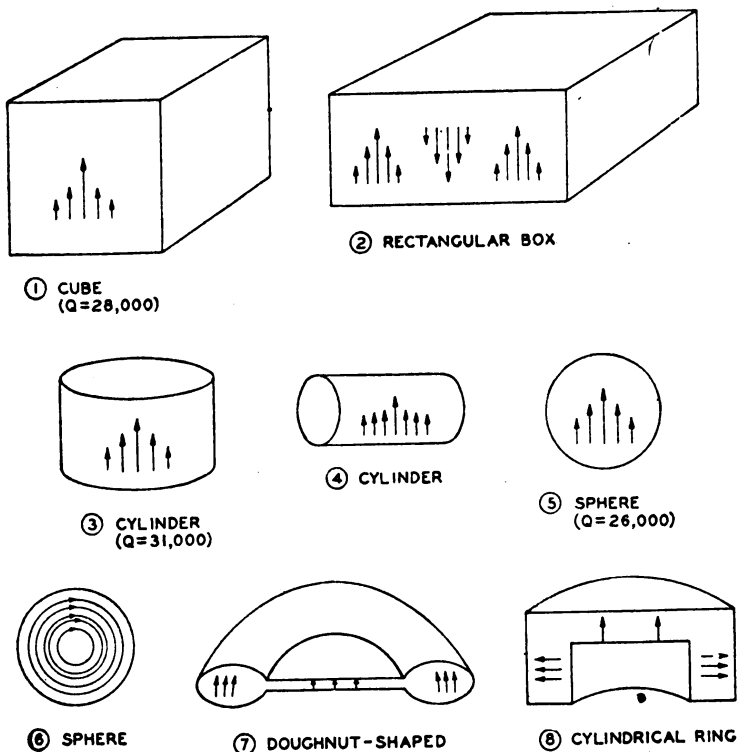 ① CUBE
(Q=28,000)
② RECTANGULAR BOX
③ CYLINDER
(Q=31,000)
④ CYLINDER
⑤ SPHERE
(Q=26,000)
⑥ SPHERE
⑦ DOUGHNUT-SHAPED
⑧ CYLINDRICAL RING